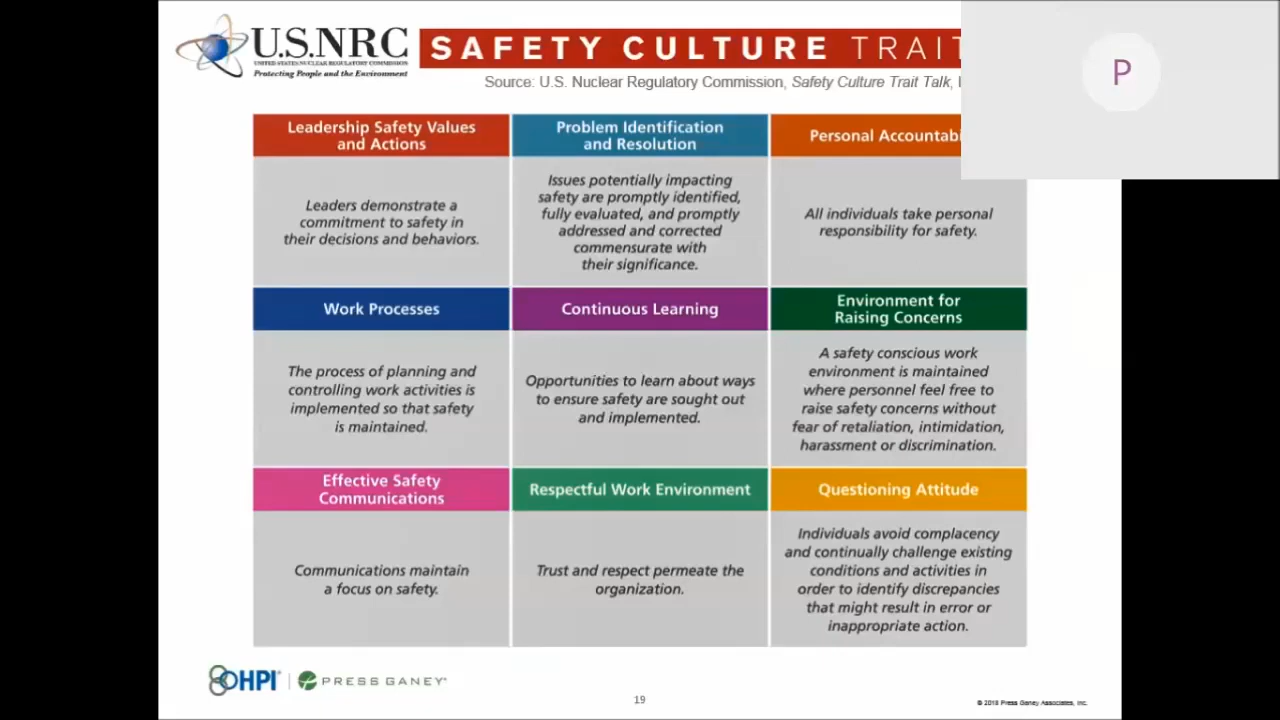 U.S.NRC
UNITED STATES NUCLEAR REGULATORY COMMISSION
Protecting People and the Environment
SAFETY CULTURE TRAIT
Source: U.S. Nuclear Regulatory Commission, Safety Culture Trait Talk,
P
Leadership Safety Values
and Actions
Leaders demonstrate a
commitment to safety in
their decisions and behaviors.
Problem Identification
and Resolution
Issues potentially impacting
safety are promptly identified,
fully evaluated, and promptly
addressed and corrected
commensurate with
their significance.
Personal Accountabi
All individuals take personal
responsibility for safety.
Work Processes
The process of planning and
controlling work activities is
implemented so that safety
is maintained.
Continuous Learning
Opportunities to learn about ways
to ensure safety are sought out
and implemented.
Environment for
Raising Concerns
A safety conscious work
environment is maintained
where personnel feel free to
raise safety concerns without
fear of retaliation, intimidation,
harassment or discrimination.
Effective Safety
Communications
Communications maintain
a focus on safety.
Respectful Work Environment
Trust and respect permeate the
organization.
Questioning Attitude
Individuals avoid complacency
and continually challenge existing
conditions and activities in
order to identify discrepancies
that might result in error or
inappropriate action.
HPI
PRESS GANEY
19
© 2018 Press Ganey Associates, Inc.